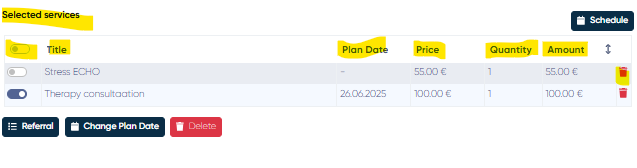 Selected services
Schedule
Title Plan Date Price Quantity Amount
Stress ECHO - 55.00 € 1 55.00 €
Therapy consultaation 26.06.2025 100.00 € 1 100.00 €
Referral Change Plan Date Delete